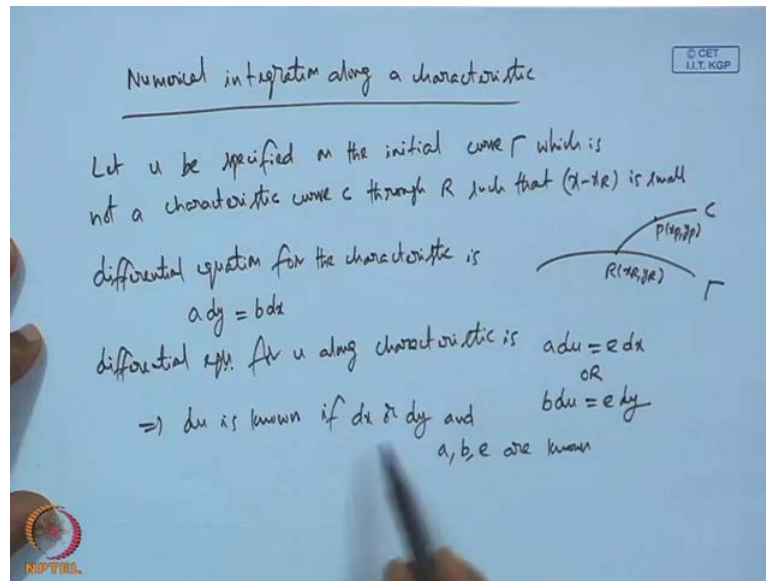 © CET
I.I.T. KGP
Numerical integration along a characteristic
Let u be specified on the initial curve Γ which is
not a characteristic curve c through R such that (x-xR) is small
differential equation for the characteristic is
a dy = b dx
P(xp,yp)
C
R(xR,yR)
Γ
differential eqn. for u along characteristic is a du = e dx
OR
b du = e dy
=) du is known if dx or dy and
a, b, e are known
NPTEL